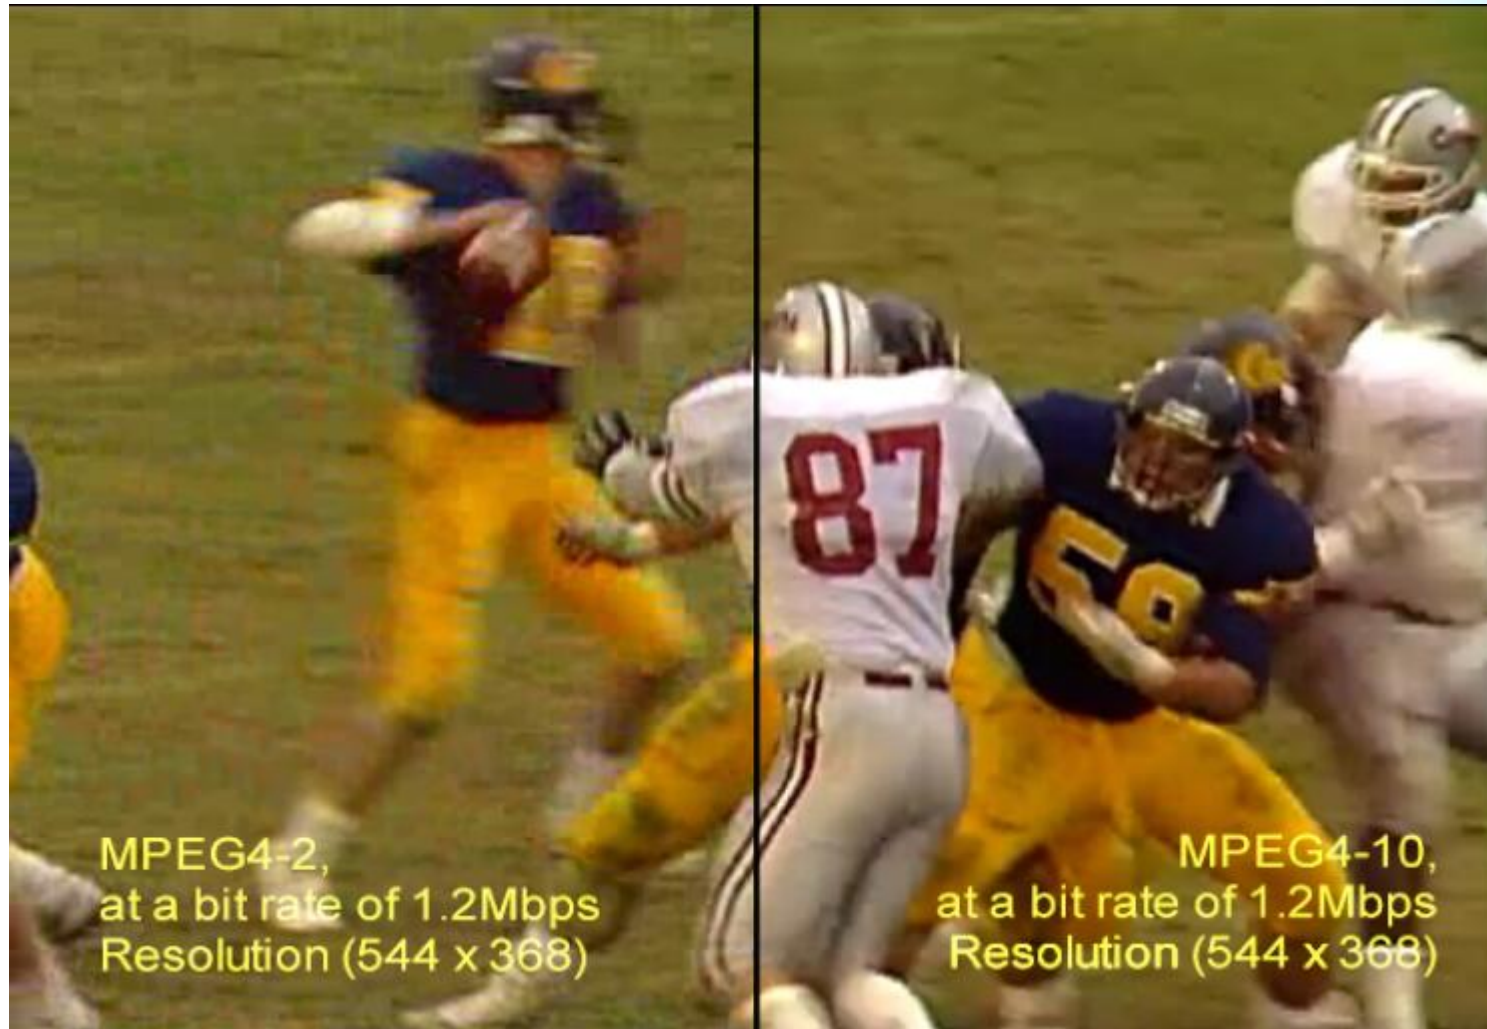 87
58
MPEG4-2,
at a bit rate of 1.2Mbps
Resolution (544 x 368)
MPEG4-10,
at a bit rate of 1.2Mbps
Resolution (544 x 368)